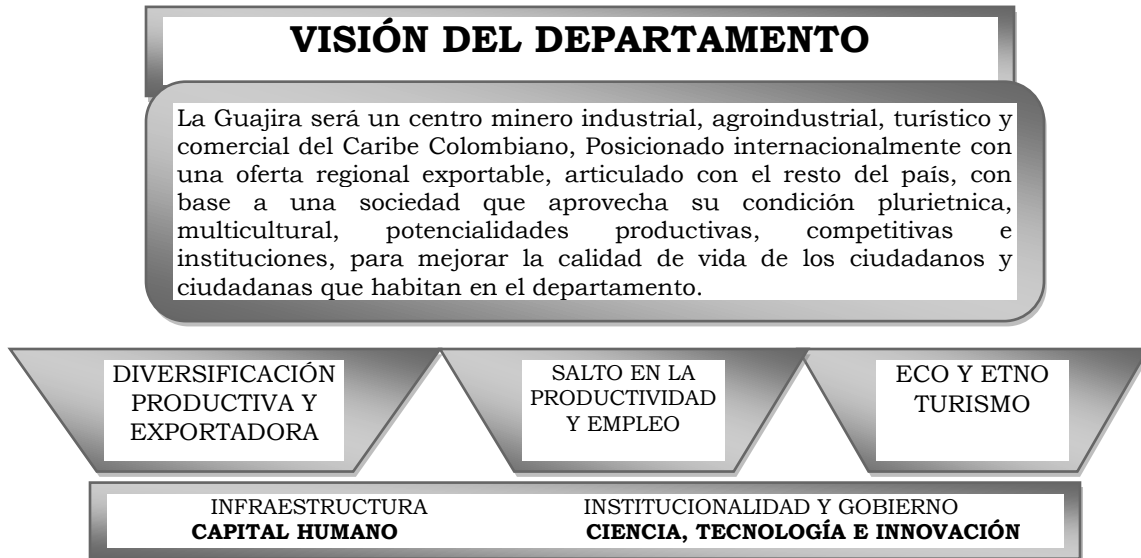 VISIÓN DEL DEPARTAMENTO
La Guajira será un centro minero industrial, agroindustrial, turístico y
comercial del Caribe Colombiano, Posicionado internacionalmente con
una oferta regional exportable, articulado con el resto del país, con
base a una sociedad que aprovecha su condición plurietnica,
multicultural, potencialidades productivas, competitivas e
instituciones, para mejorar la calidad de vida de los ciudadanos y
ciudadanas que habitan en el departamento.
DIVERSIFICACIÓN
PRODUCTIVA Y
EXPORTADORA
SALTO EN LA
PRODUCTIVIDAD
Y EMPLEO
ECO Y ETNO
TURISMO
INFRAESTRUCTURA INSTITUCIONALIDAD Y GOBIERNO
CAPITAL HUMANO CIENCIA, TECNOLOGÍA E INNOVACIÓN